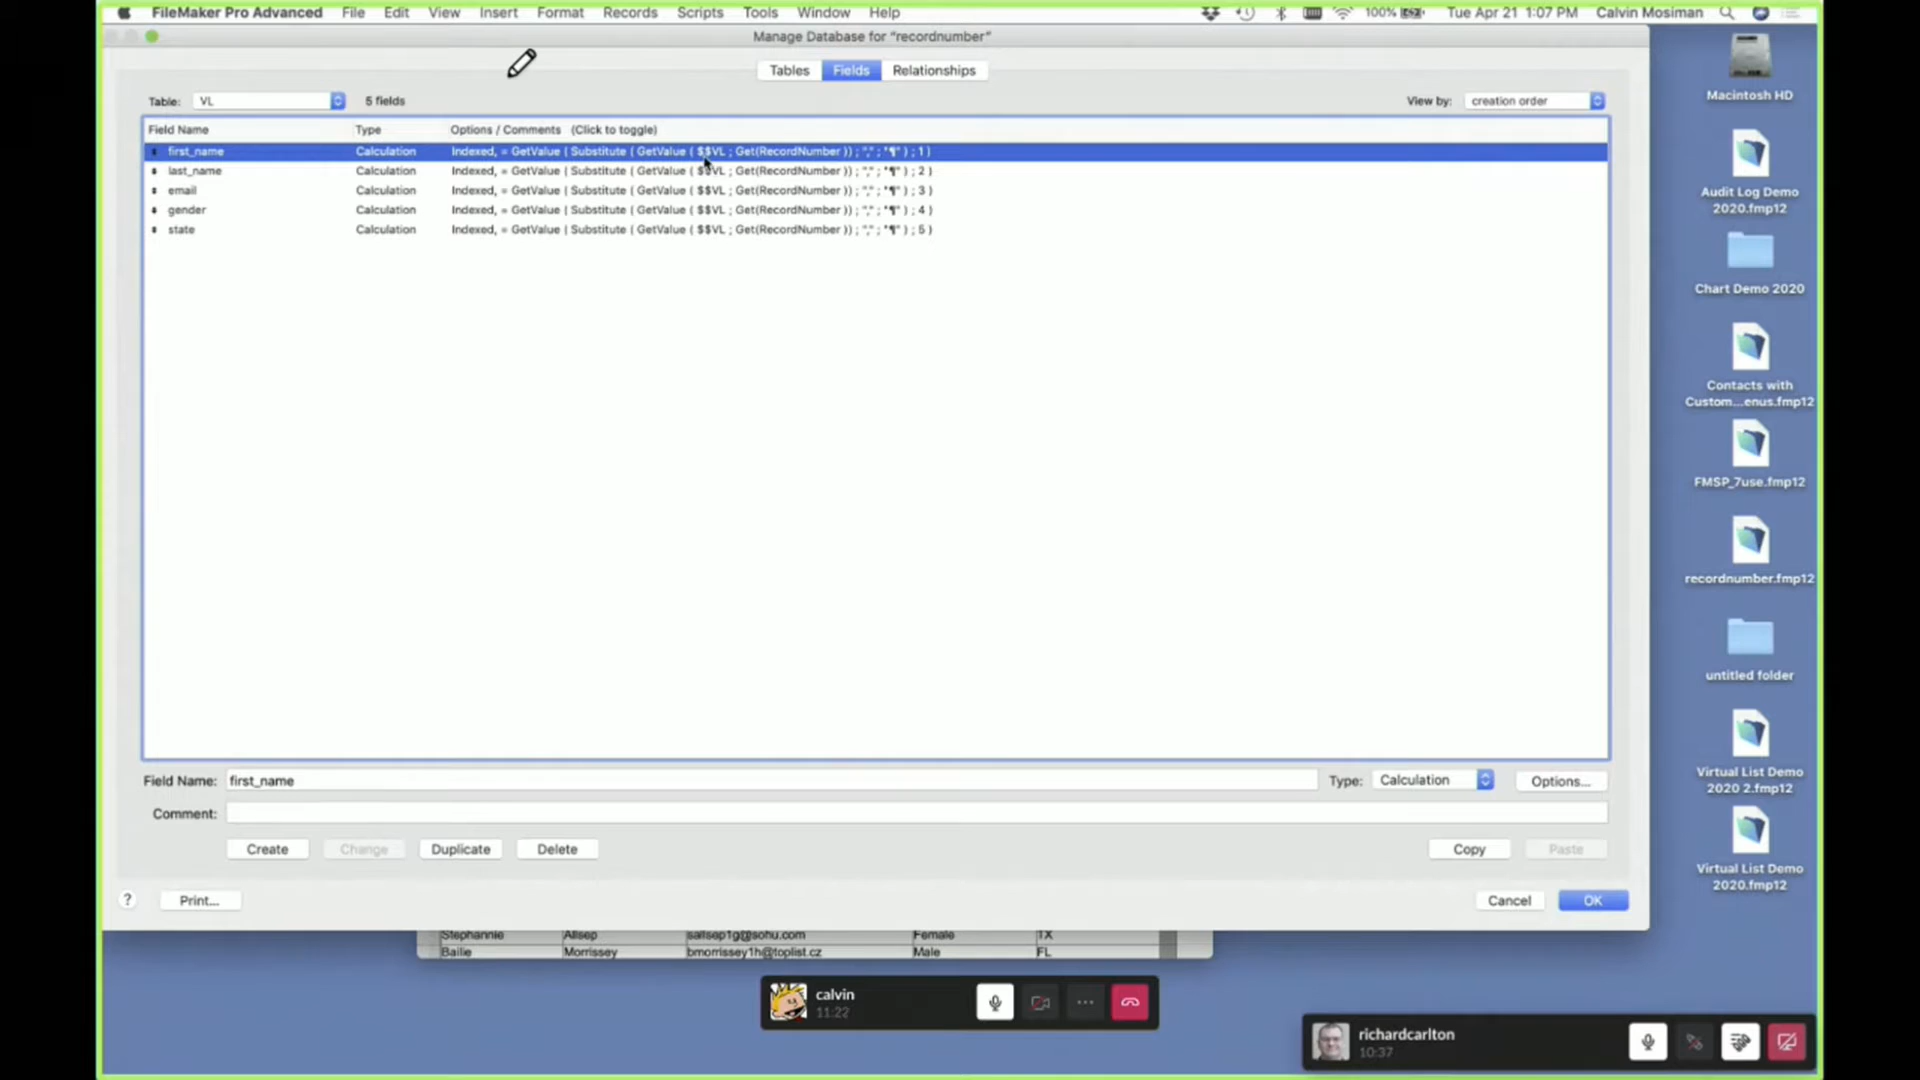 FileMaker Pro Advanced File Edit View Insert Format Records Scripts Tools Window Help 100% Tue Apr 21 1:07 PM Calvin Mosiman
Manage Database for "recordnumber"
Tables Fields Relationships
Table: VL 5 fields View by: creation order
Field Name Type Options / Comments (Click to toggle)
first_name Calculation Indexed, = GetValue ( Substitute ( GetValue ( $$VL ; Get(RecordNumber )) ; "," ; "¶" ) ; 1 )
last_name Calculation Indexed, = GetValue ( Substitute ( GetValue ( $$VL ; Get(RecordNumber )) ; "," ; "¶" ) ; 2 )
email Calculation Indexed, = GetValue ( Substitute ( GetValue ( $$VL ; Get(RecordNumber )) ; "," ; "¶" ) ; 3 )
gender Calculation Indexed, = GetValue ( Substitute ( GetValue ( $$VL ; Get(RecordNumber )) ; "," ; "¶" ) ; 4 )
state Calculation Indexed, = GetValue ( Substitute ( GetValue ( $$VL ; Get(RecordNumber )) ; "," ; "¶" ) ; 5 )
Field Name: first_name Type: Calculation Options...
Comment:
Create Change Duplicate Delete Copy Paste
? Print... Cancel OK
Stephannie Allsep sallsep1g@sohu.com Female TX
Bailie Morrissey bmorrissey1h@toplist.cz Male FL
Macintosh HD
Audit Log Demo
2020.fmp12
Chart Demo 2020
Contacts with
Custom...enus.fmp12
FMSP_7use.fmp12
recordnumber.fmp12
untitled folder
Virtual List Demo
2020 2.fmp12
Virtual List Demo
2020.fmp12
calvin
11:22
richardcarlton
10:37